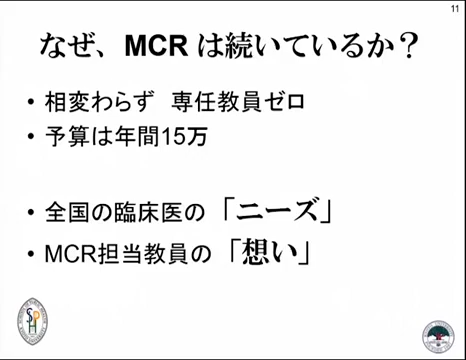 11
なぜ、MCRは続いているか？
・相変わらず　専任教員ゼロ
・予算は年間15万
・全国の臨床医の「ニーズ」
・MCR担当教員の「想い」
SPH